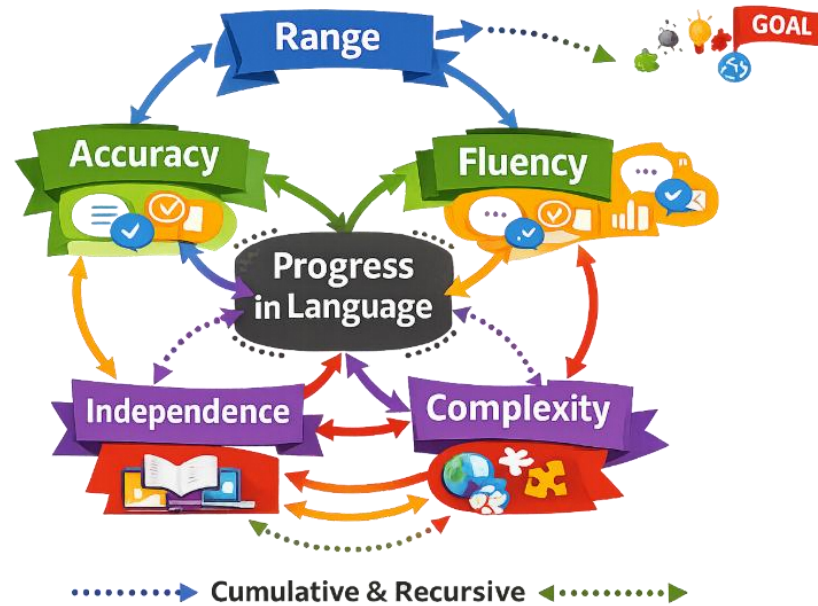 Range
GOAL
Accuracy
Fluency
Progress
in Language
Independence
Complexity
Cumulative & Recursive